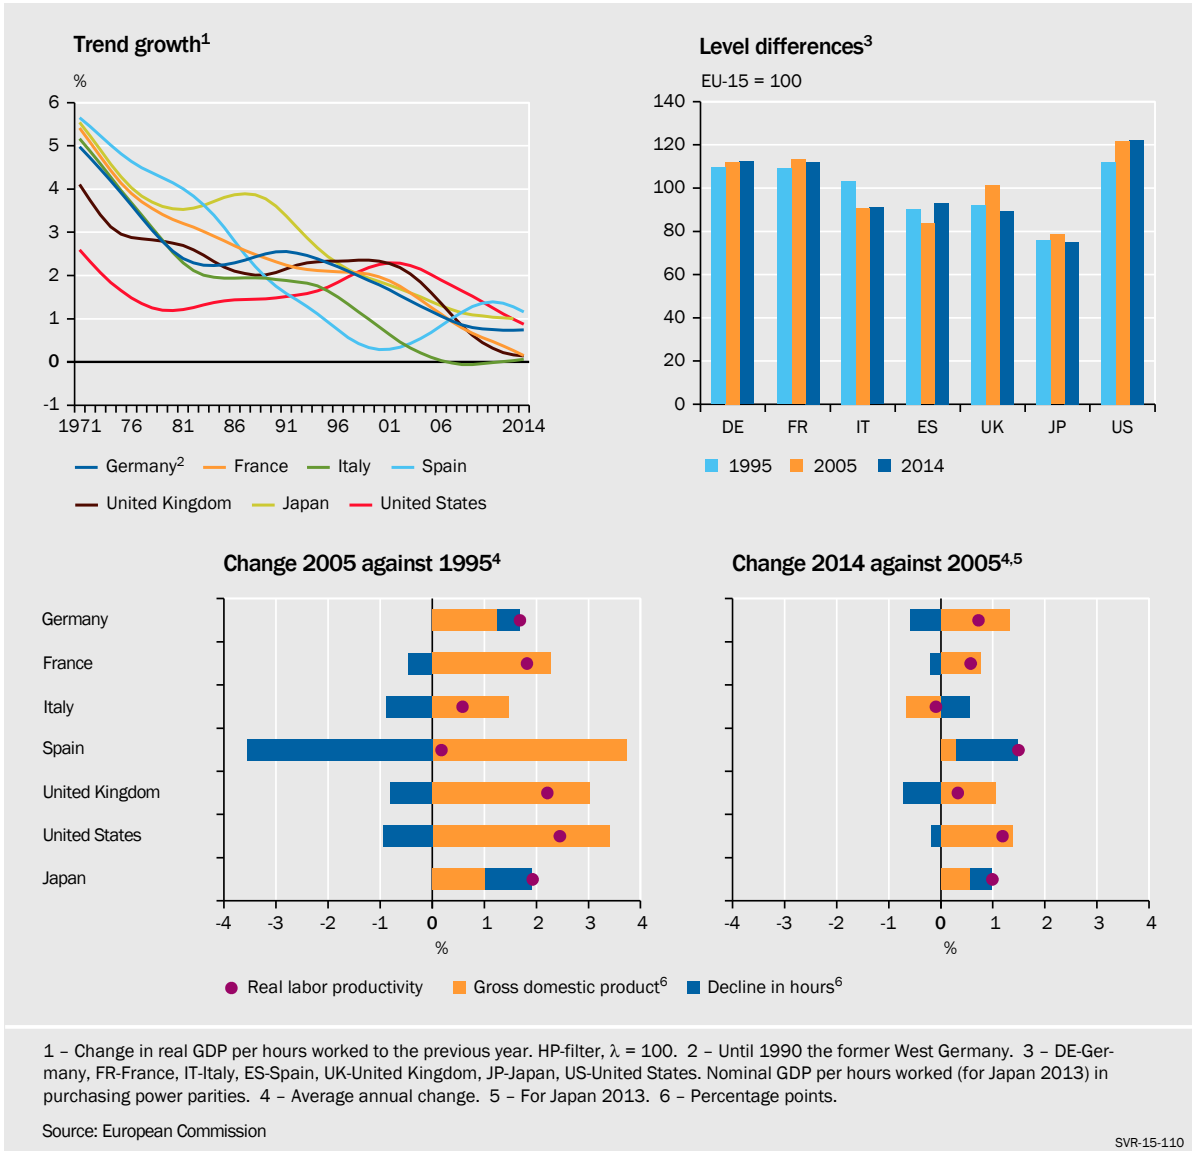 Trend growth1
%
6
5
4
3
2
1
0
-1
1971 76 81 86 91 96 01 06 2014
Germany2 France Italy Spain
United Kingdom Japan United States
Level differences3
EU-15 = 100
140
120
100
80
60
40
20
0
DE FR IT ES UK JP US
1995 2005 2014
Change 2005 against 19954
Germany
France
Italy
Spain
United Kingdom
United States
Japan
-4 -3 -2 -1 0 1 2 3 4
%
Change 2014 against 20054,5
-4 -3 -2 -1 0 1 2 3 4
%
Real labor productivity Gross domestic product6 Decline in hours6
1 – Change in real GDP per hours worked to the previous year. HP-filter, λ = 100. 2 – Until 1990 the former West Germany. 3 – DE-Ger-
many, FR-France, IT-Italy, ES-Spain, UK-United Kingdom, JP-Japan, US-United States. Nominal GDP per hours worked (for Japan 2013) in
purchasing power parities. 4 – Average annual change. 5 – For Japan 2013. 6 – Percentage points.
Source: European Commission
SVR-15-110